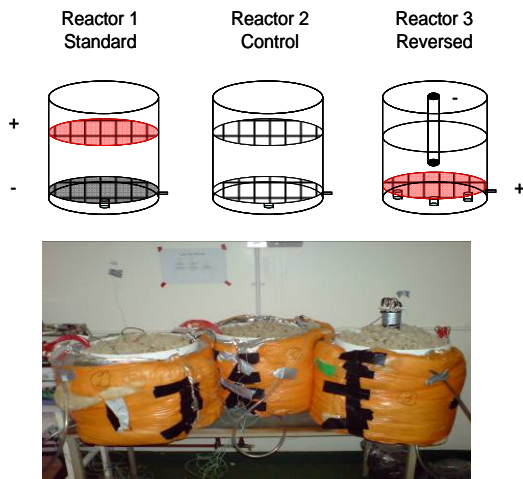 Reactor 1
Standard
Reactor 2
Control
Reactor 3
Reversed
+
-
-
+